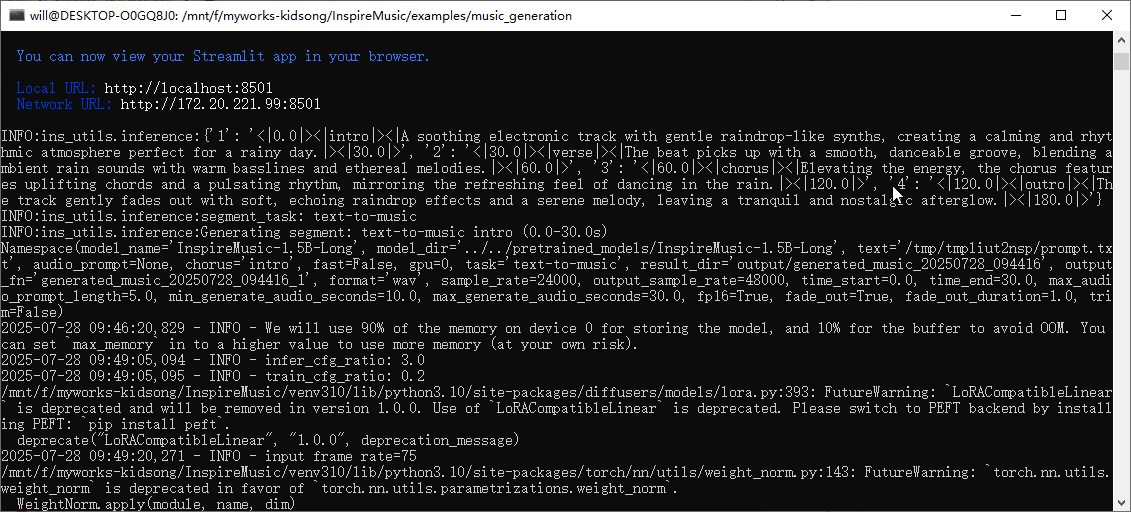 will@DESKTOP-O0GQ8J0: /mnt/f/myworks-kidsong/InspireMusic/examples/music_generation
You can now view your Streamlit app in your browser.
Local URL: http://localhost:8501
Network URL: http://172.20.221.99:8501
INFO:ins_utils.inference:{'1': '<|0.0|><|intro|><|A soothing electronic track with gentle raindrop-like synths, creating a calming and rhyt
hmic atmosphere perfect for a rainy day.|><|30.0|>', '2': '<|30.0|><|verse|><|The beat picks up with a smooth, danceable groove, blending a
mbient rain sounds with warm basslines and ethereal melodies.|><|60.0|>', '3': '<|60.0|><|chorus|><|Elevating the energy, the chorus featur
es uplifting chords and a pulsating rhythm, mirroring the refreshing feel of dancing in the rain.|><|120.0|>', '4': '<|120.0|><|outro|><|Th
e track gently fades out with soft, echoing raindrop effects and a serene melody, leaving a tranquil and nostalgic afterglow.|><|180.0|>'}
INFO:ins_utils.inference:segment_task: text-to-music
INFO:ins_utils.inference:Generating segment: text-to-music intro (0.0-30.0s)
Namespace(model_name='InspireMusic-1.5B-Long', model_dir='../../pretrained_models/InspireMusic-1.5B-Long', text='/tmp/tmpliut2nsp/prompt.tx
t', audio_prompt=None, chorus='intro', fast=False, gpu=0, task='text-to-music', result_dir='output/generated_music_20250728_094416', output
_fn='generated_music_20250728_094416_1', format='wav', sample_rate=24000, output_sample_rate=48000, time_start=0.0, time_end=30.0, max_audi
o_prompt_length=5.0, min_generate_audio_seconds=10.0, max_generate_audio_seconds=30.0, fp16=True, fade_out=True, fade_out_duration=1.0, tri
m=False)
2025-07-28 09:46:20,829 - INFO - We will use 90% of the memory on device 0 for storing the model, and 10% for the buffer to avoid OOM. You
can set `max_memory` in to a higher value to use more memory (at your own risk).
2025-07-28 09:49:05,094 - INFO - infer_cfg_ratio: 3.0
2025-07-28 09:49:05,095 - INFO - train_cfg_ratio: 0.2
/mnt/f/myworks-kidsong/InspireMusic/venv310/lib/python3.10/site-packages/diffusers/models/lora.py:393: FutureWarning: `LoRACompatibleLinear
` is deprecated and will be removed in version 1.0.0. Use of `LoRACompatibleLinear` is deprecated. Please switch to PEFT backend by install
ing PEFT: `pip install peft`.
deprecate("LoRACompatibleLinear", "1.0.0", deprecation_message)
2025-07-28 09:49:20,271 - INFO - input frame rate=75
/mnt/f/myworks-kidsong/InspireMusic/venv310/lib/python3.10/site-packages/torch/nn/utils/weight_norm.py:143: FutureWarning: `torch.nn.utils.
weight_norm` is deprecated in favor of `torch.nn.utils.parametrizations.weight_norm`.
WeightNorm.apply(module, name, dim)